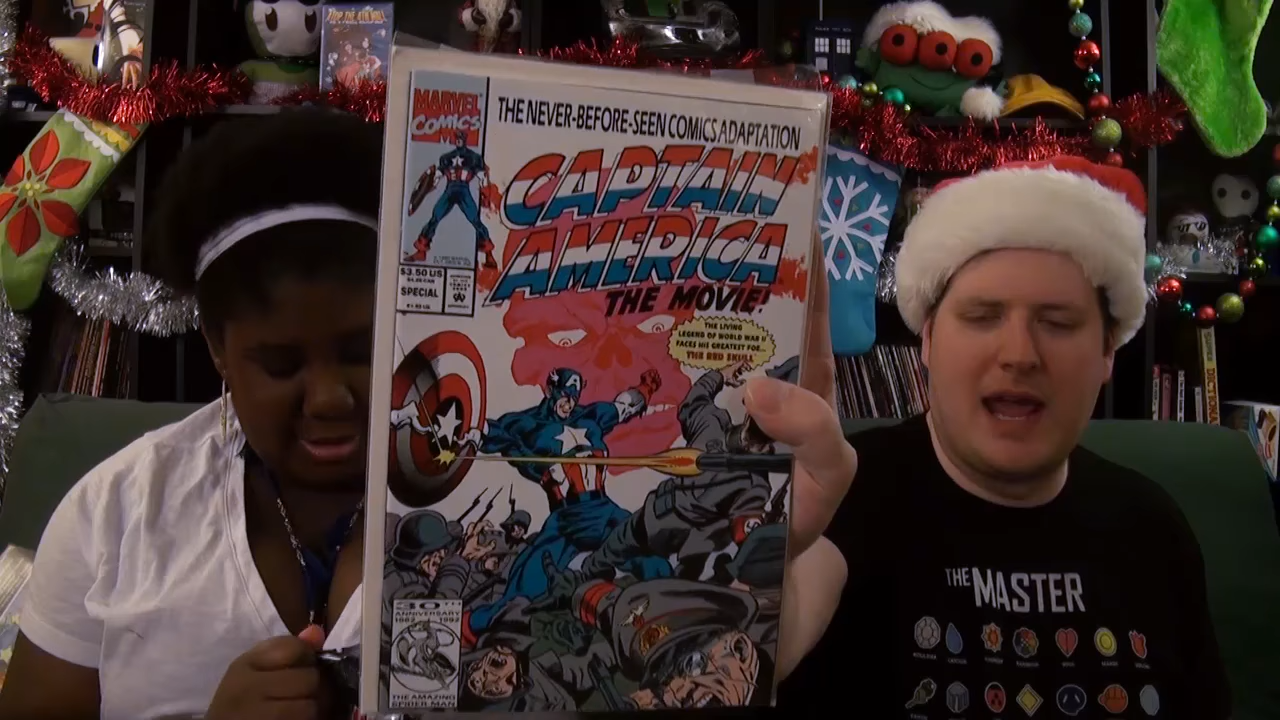 MARVEL
COMICS
THE NEVER-BEFORE-SEEN COMICS ADAPTATION
CAPTAIN
AMERICA
THE MOVIE!
$3.50 US
SPECIAL
THE LIVING
LEGEND OF WORLD WAR II
FACES HIS GREATEST FOE...
THE RED SKULL
30TH
ANNIVERSARY
1962 1992
THE AMAZING
SPIDER-MAN
THE MASTER